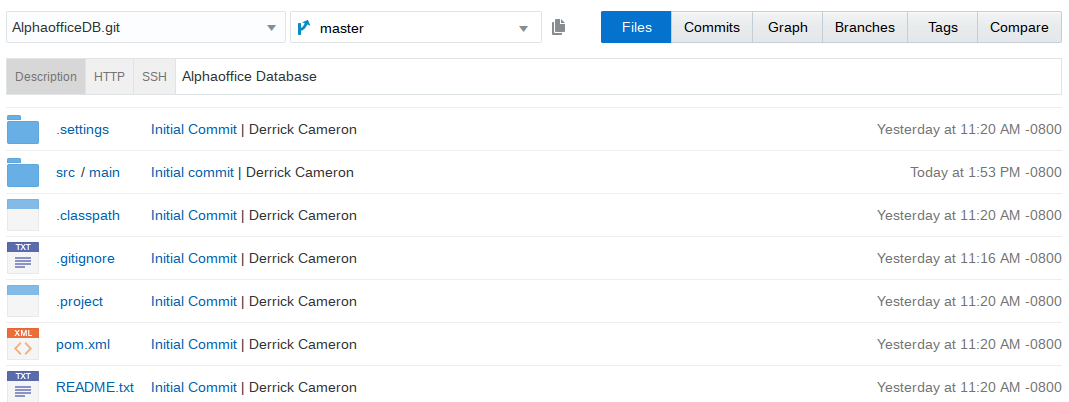 AlphaofficeDB.git master Files Commits Graph Branches Tags Compare
Description HTTP SSH Alphaoffice Database
.settings Initial Commit | Derrick Cameron Yesterday at 11:20 AM -0800
src / main Initial commit | Derrick Cameron Today at 1:53 PM -0800
.classpath Initial Commit | Derrick Cameron Yesterday at 11:20 AM -0800
TXT .gitignore Initial Commit | Derrick Cameron Yesterday at 11:16 AM -0800
.project Initial Commit | Derrick Cameron Yesterday at 11:20 AM -0800
XML pom.xml Initial Commit | Derrick Cameron Yesterday at 11:20 AM -0800
TXT README.txt Initial Commit | Derrick Cameron Yesterday at 11:20 AM -0800